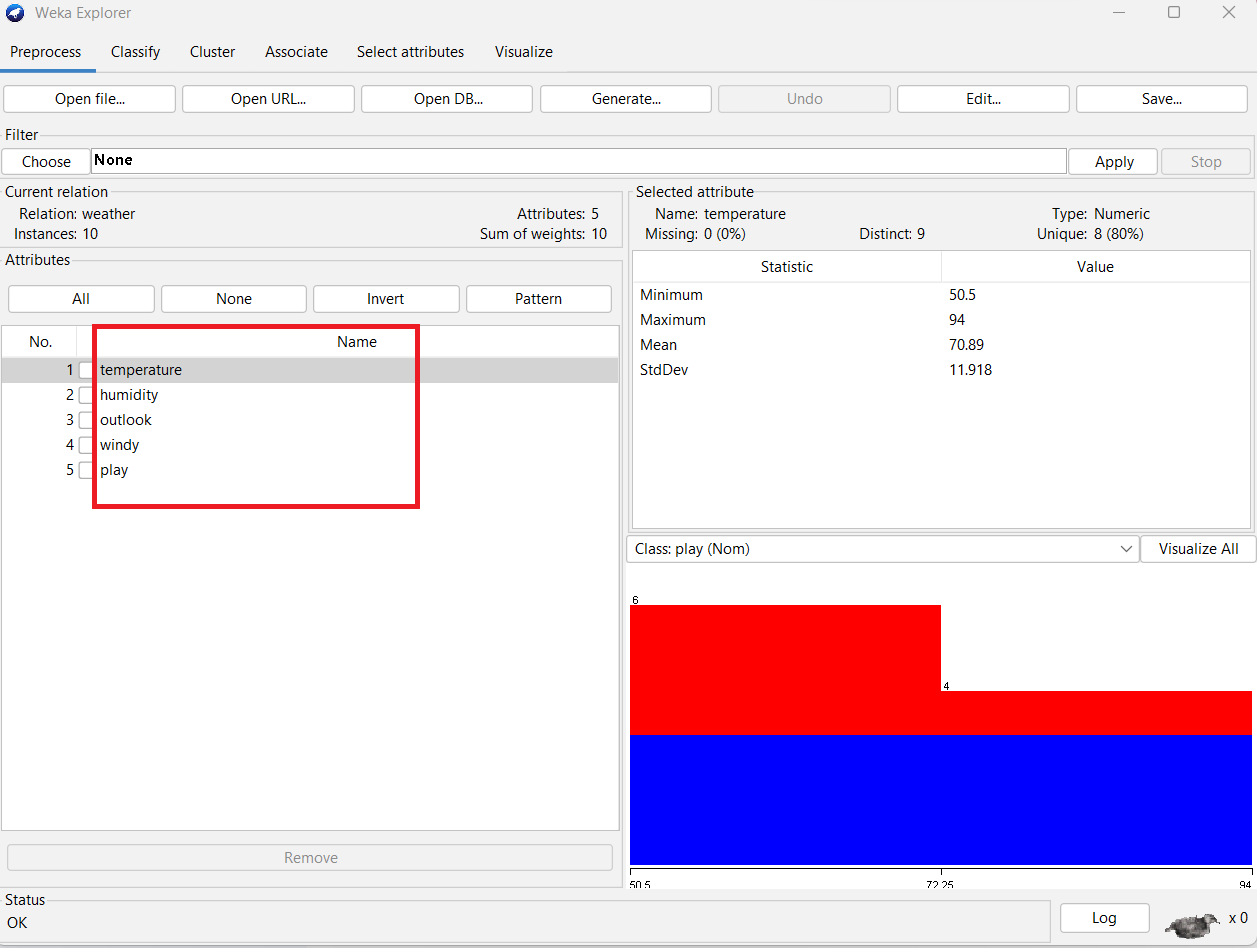 Weka Explorer
Preprocess Classify Cluster Associate Select attributes Visualize
Open file... Open URL... Open DB... Generate... Undo Edit... Save...
Filter
Choose None Apply Stop
Current relation
Relation: weather Attributes: 5
Instances: 10 Sum of weights: 10
Attributes
All None Invert Pattern
No. Name
1 temperature
2 humidity
3 outlook
4 windy
5 play
Remove
Selected attribute
Name: temperature Type: Numeric
Missing: 0 (0%) Distinct: 9 Unique: 8 (80%)
Statistic Value
Minimum 50.5
Maximum 94
Mean 70.89
StdDev 11.918
Class: play (Nom) Visualize All
6
4
50.5 72.25 94
Status
OK
Log x 0